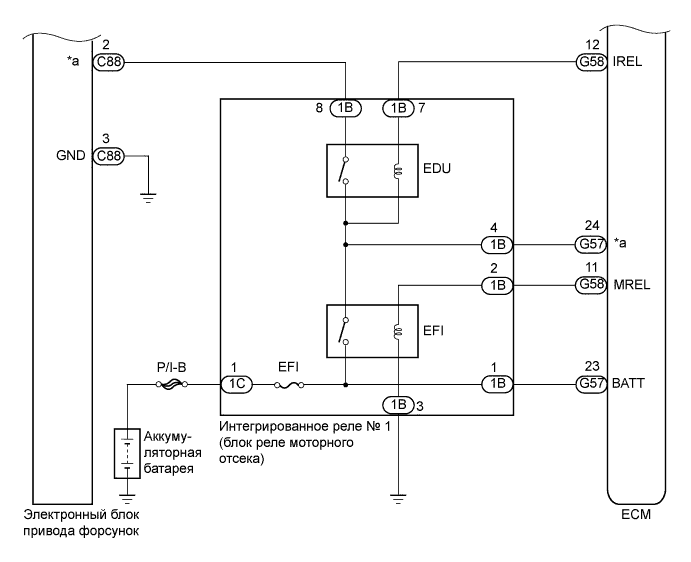 2
12
*a
C88
G58
IREL
8
1B
1B
7
3
GND
C88
EDU
4
24
1B
G57
*a
2
11
1B
G58
MREL
EFI
P/I-B
1
EFI
1
23
1C
1B
G57
BATT
1B
3
Аккуму-
ляторная
батарея
Интегрированное реле № 1
(блок реле моторного
отсека)
Электронный блок
привода форсунок
ECM